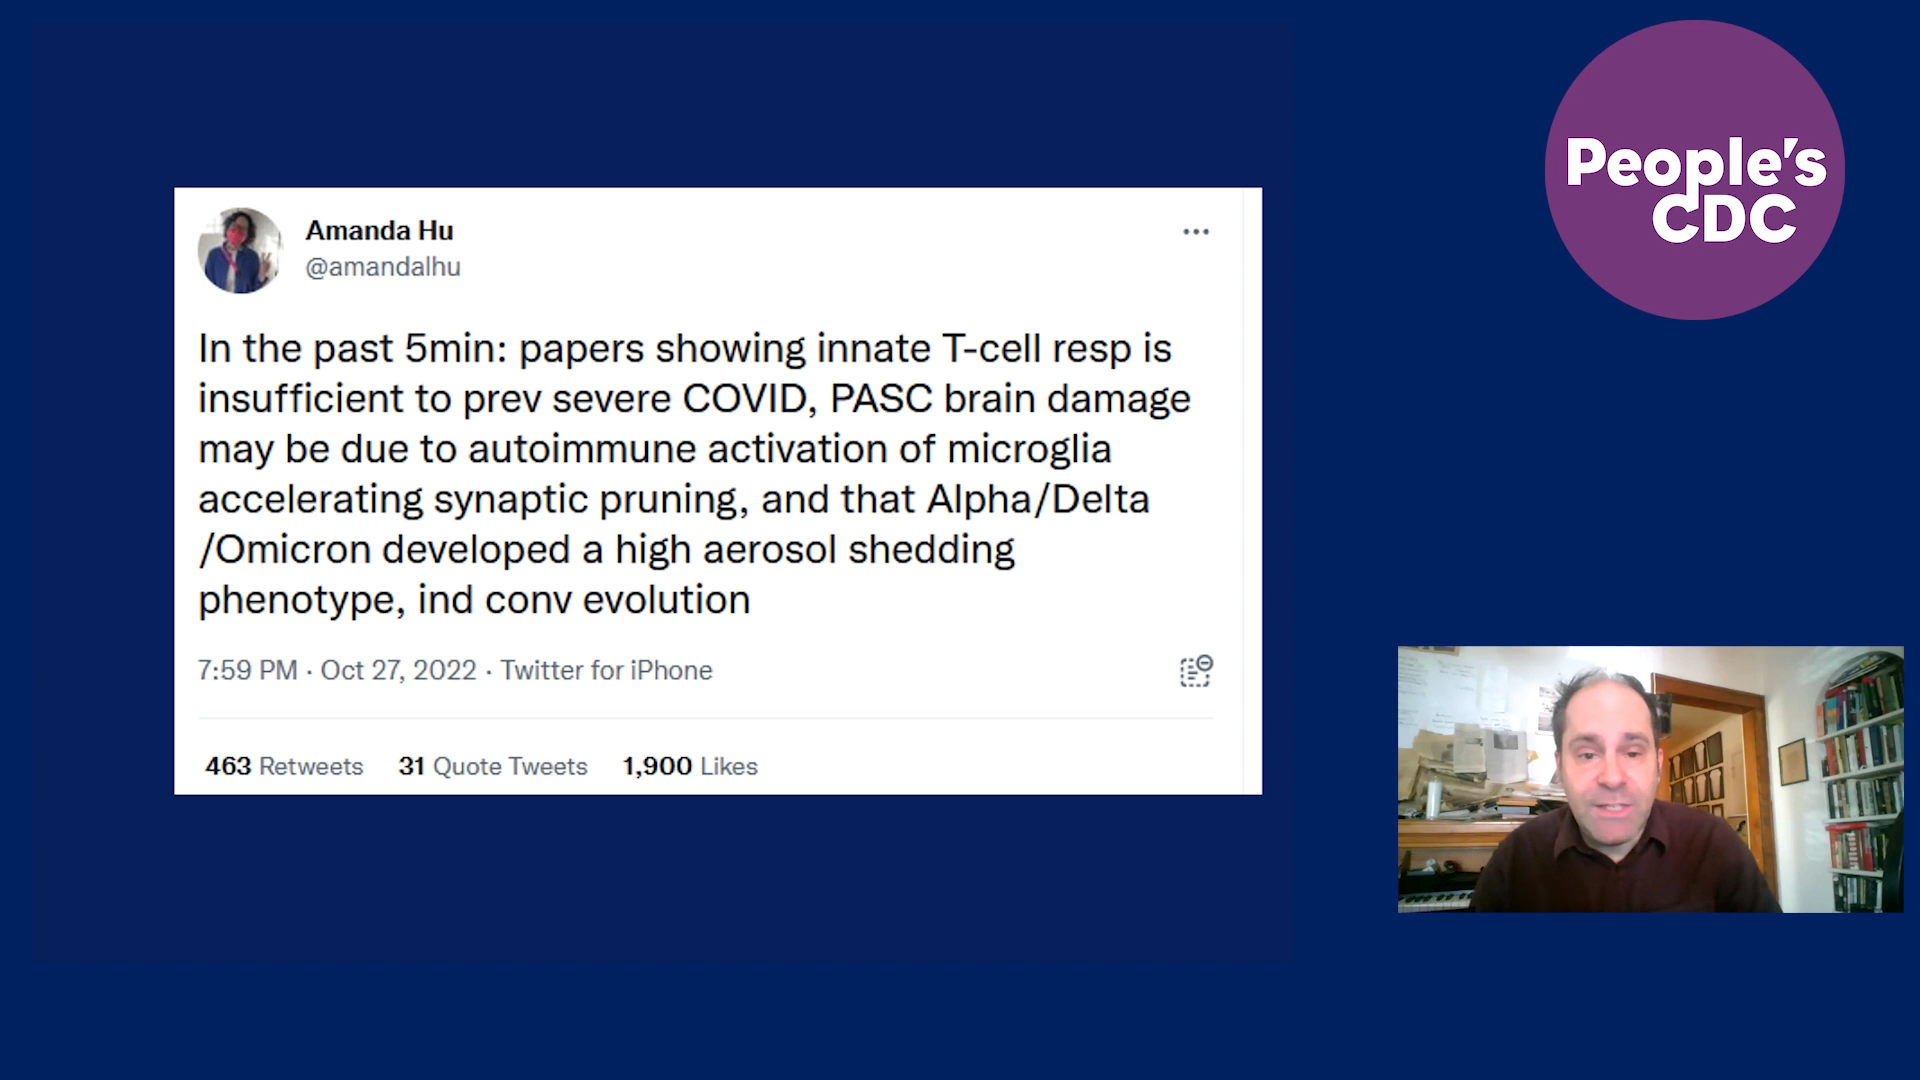 People's
CDC
Amanda Hu
@amandalhu
In the past 5min: papers showing innate T-cell resp is
insufficient to prev severe COVID, PASC brain damage
may be due to autoimmune activation of microglia
accelerating synaptic pruning, and that Alpha/Delta
/Omicron developed a high aerosol shedding
phenotype, ind conv evolution
7:59 PM · Oct 27, 2022 · Twitter for iPhone
463 Retweets 31 Quote Tweets 1,900 Likes